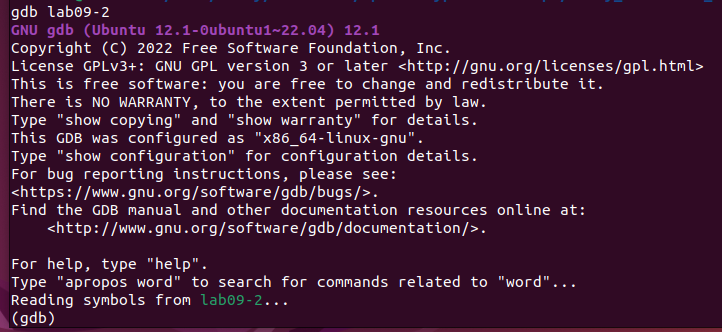 gdb lab09-2
GNU gdb (Ubuntu 12.1-0ubuntu1~22.04) 12.1
Copyright (C) 2022 Free Software Foundation, Inc.
License GPLv3+: GNU GPL version 3 or later <http://gnu.org/licenses/gpl.html>
This is free software: you are free to change and redistribute it.
There is NO WARRANTY, to the extent permitted by law.
Type "show copying" and "show warranty" for details.
This GDB was configured as "x86_64-linux-gnu".
Type "show configuration" for configuration details.
For bug reporting instructions, please see:
<https://www.gnu.org/software/gdb/bugs/>.
Find the GDB manual and other documentation resources online at:
    <http://www.gnu.org/software/gdb/documentation/>.

For help, type "help".
Type "apropos word" to search for commands related to "word"...
Reading symbols from lab09-2...
(gdb)